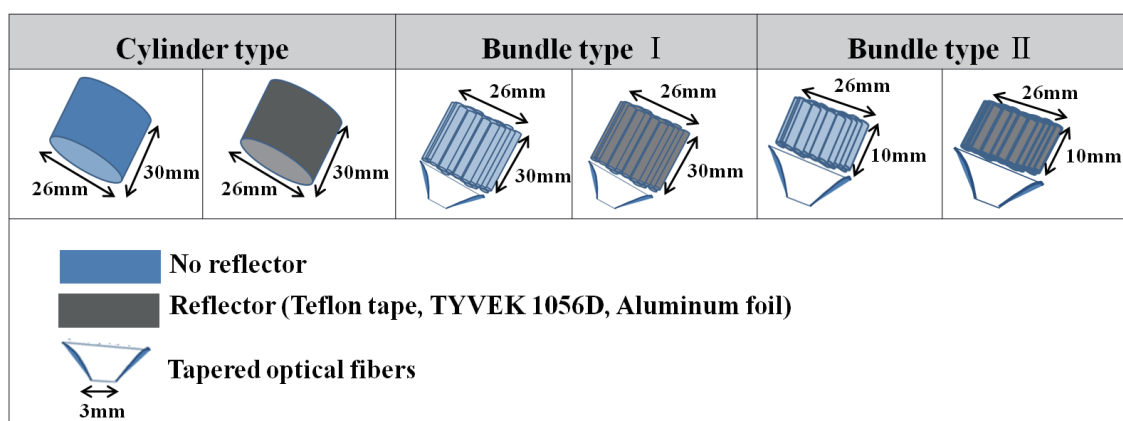 Cylinder type
Bundle type Ⅰ
Bundle type Ⅱ
26mm
30mm
26mm
30mm
26mm
30mm
26mm
30mm
26mm
10mm
26mm
10mm
No reflector
Reflector (Teflon tape, TYVEK 1056D, Aluminum foil)
Tapered optical fibers
3mm